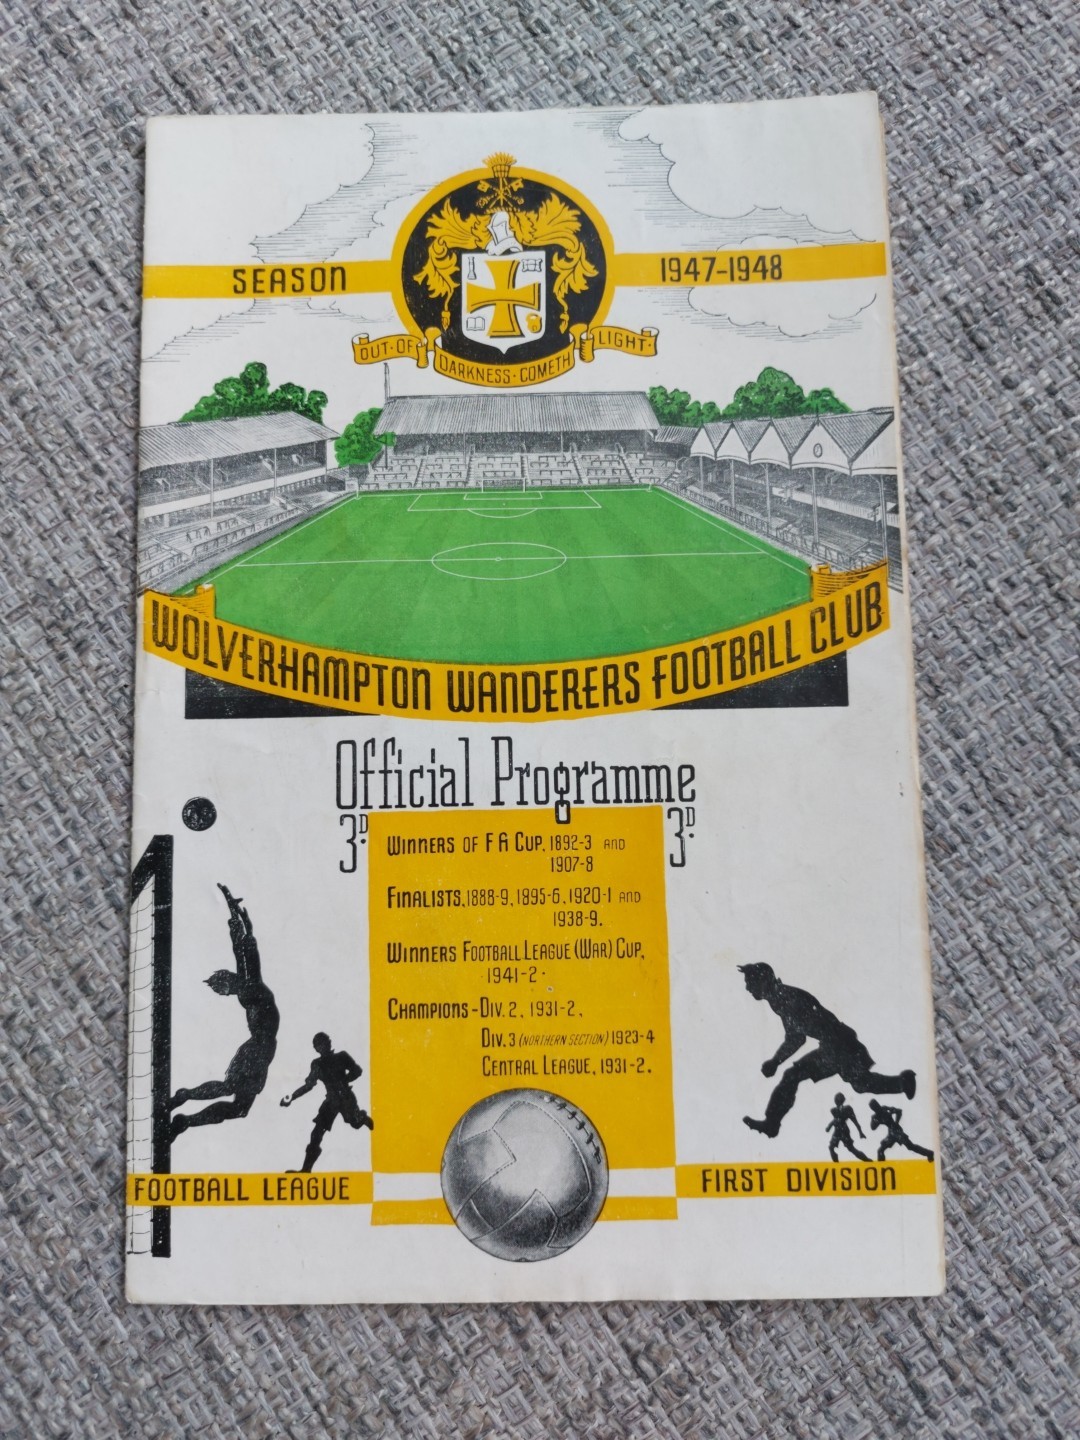 SEASON 1947-1948
OUT·OF DARKNESS·COMETH LIGHT·
WOLVERHAMPTON WANDERERS FOOTBALL CLUB
Official Programme
3D. 3D.
WINNERS OF F A CUP, 1892-3 AND
1907-8
FINALISTS, 1888-9, 1895-6, 1920-1 AND
1938-9.
WINNERS FOOTBALL LEAGUE (WAR) CUP,
1941-2·
CHAMPIONS-DIV. 2, 1931-2,
DIV. 3 (NORTHERN SECTION) 1923-4
CENTRAL LEAGUE, 1931-2.
FOOTBALL LEAGUE FIRST DIVISION